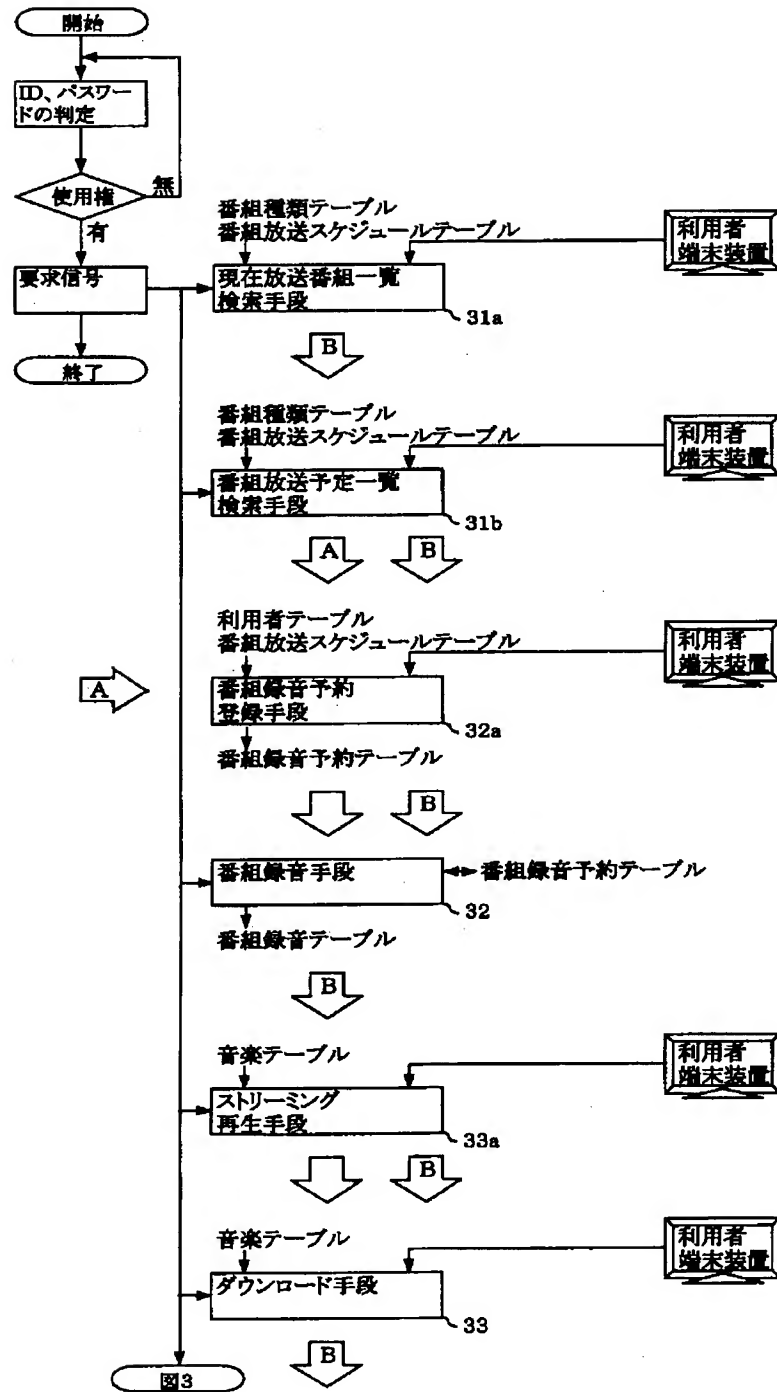 開始
ID、パスワー
ドの判定
使用権
無
有
要求信号
終了
番組種類テーブル
番組放送スケジュールテーブル
利用者
端末装置
現在放送番組一覧
検索手段
31a
B
番組種類テーブル
番組放送スケジュールテーブル
利用者
端末装置
番組放送予定一覧
検索手段
31b
A
B
利用者テーブル
番組放送スケジュールテーブル
利用者
端末装置
A
番組録音予約
登録手段
32a
番組録音予約テーブル
B
番組録音手段
番組録音予約テーブル
32
番組録音テーブル
B
音楽テーブル
利用者
端末装置
ストリーミング
再生手段
33a
B
音楽テーブル
利用者
端末装置
ダウンロード手段
33
B
図3